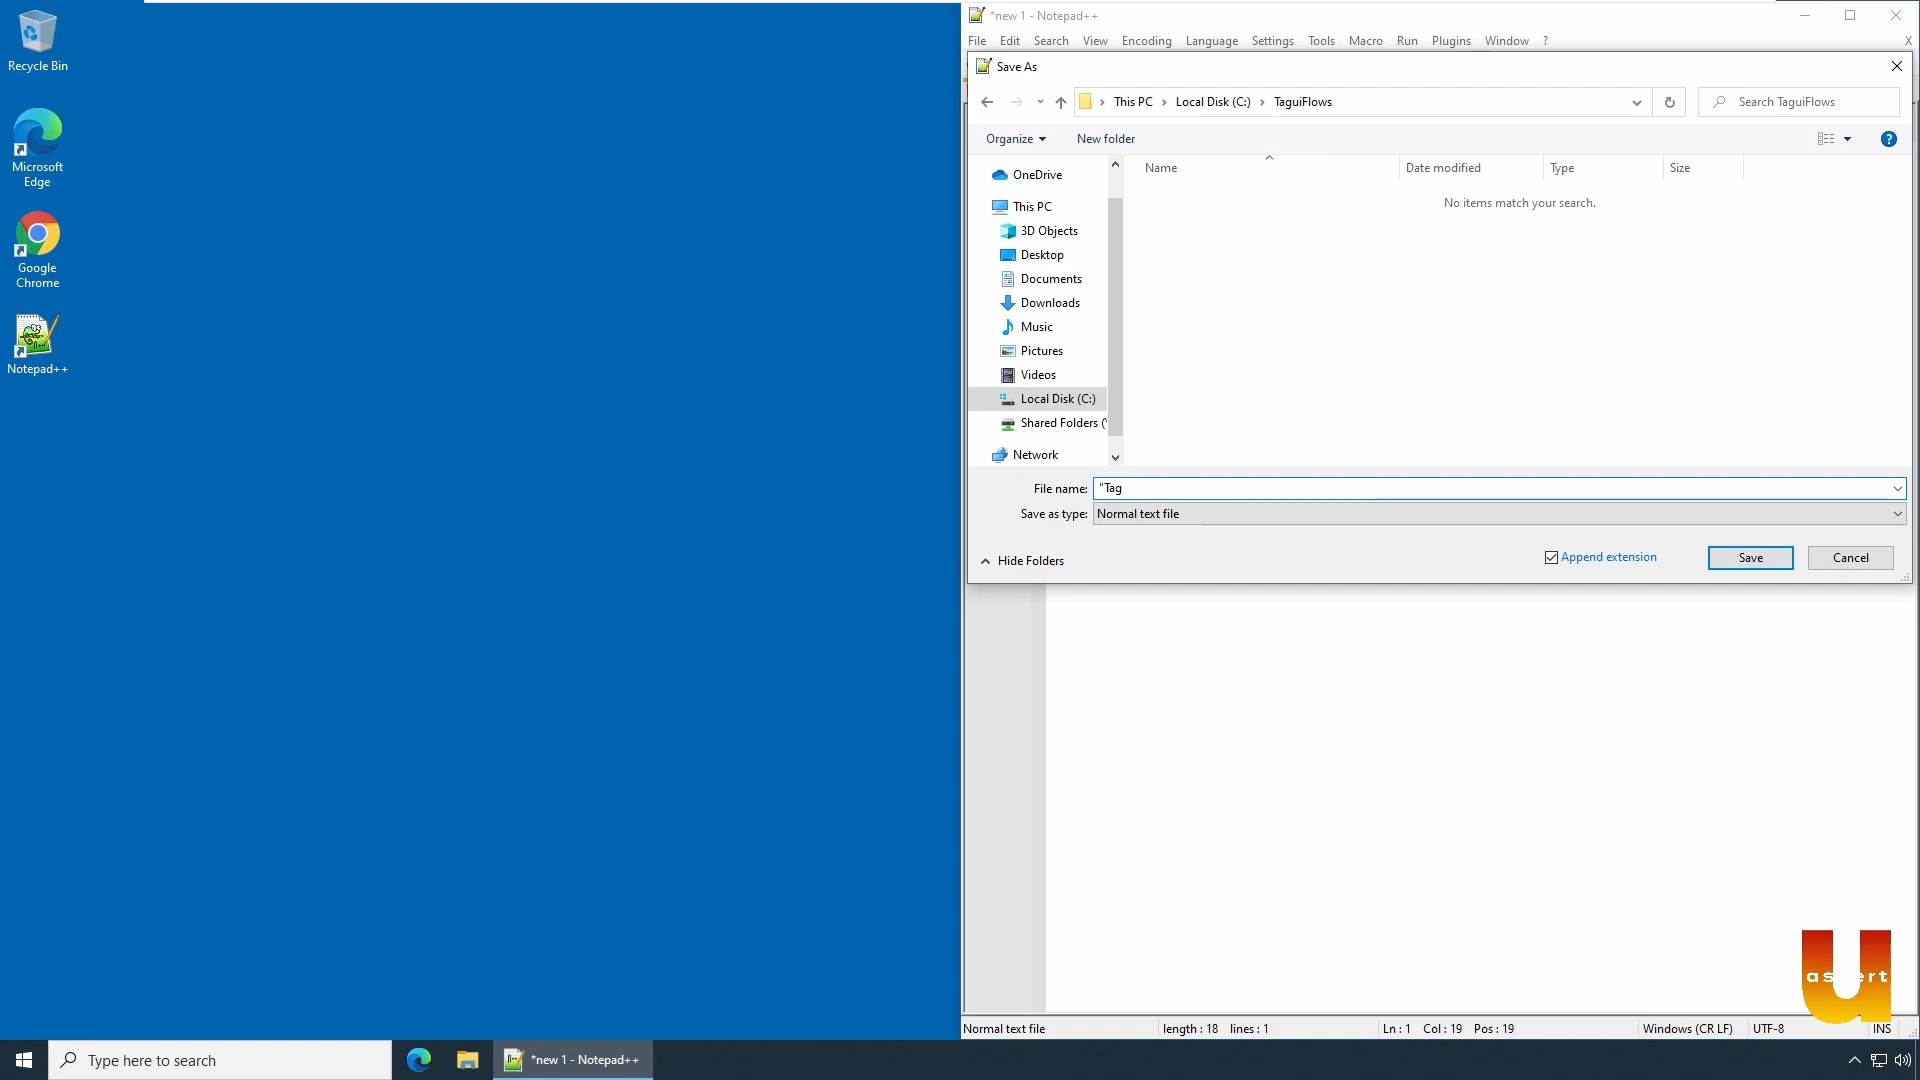 Recycle Bin
Microsoft
Edge
Google
Chrome
Notepad++
*new 1 - Notepad++
File Edit Search View Encoding Language Settings Tools Macro Run Plugins Window ? X
Save As
This PC › Local Disk (C:) › TaguiFlows
Search TaguiFlows
Organize New folder
Name Date modified Type Size
No items match your search.
OneDrive
This PC
3D Objects
Desktop
Documents
Downloads
Music
Pictures
Videos
Local Disk (C:)
Shared Folders (
Network
File name: "Tag
Save as type: Normal text file
Hide Folders
Append extension
Save
Cancel
Normal text file length : 18 lines : 1 Ln : 1 Col : 19 Pos : 19 Windows (CR LF) UTF-8 INS
Type here to search
*new 1 - Notepad++